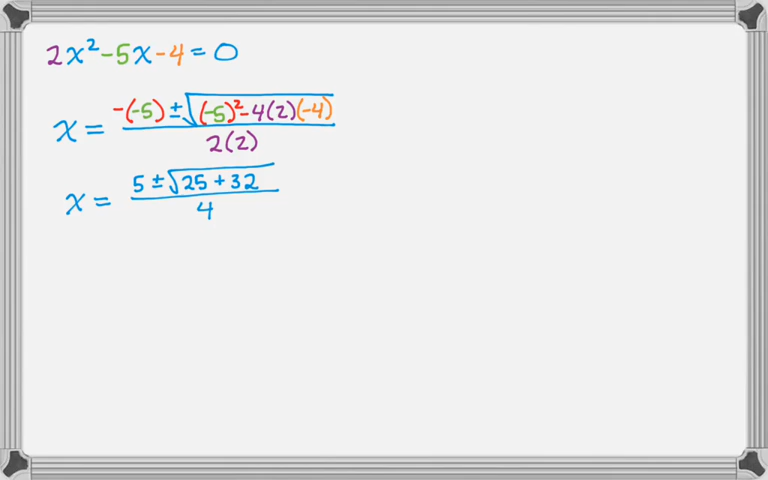 2x² - 5x - 4 = 0
x = (-(-5) ± √((-5)² - 4(2)(-4))) / (2(2))
x = (5 ± √(25 + 32)) / 4